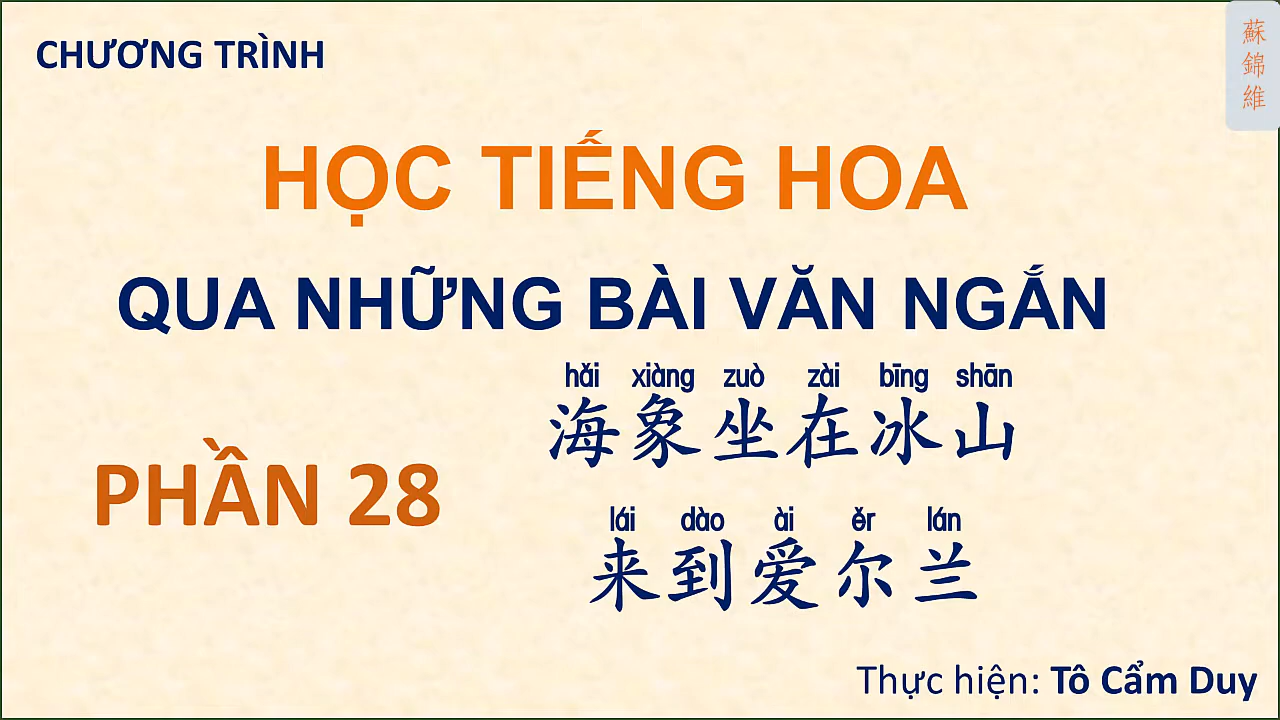 CHƯƠNG TRÌNH
蘇錦維
HỌC TIẾNG HOA
QUA NHỮNG BÀI VĂN NGẮN
hǎi xiàng zuò zài bīng shān
海象坐在冰山
PHẦN 28
lái dào ài ěr lán
来到爱尔兰
Thực hiện: Tô Cẩm Duy